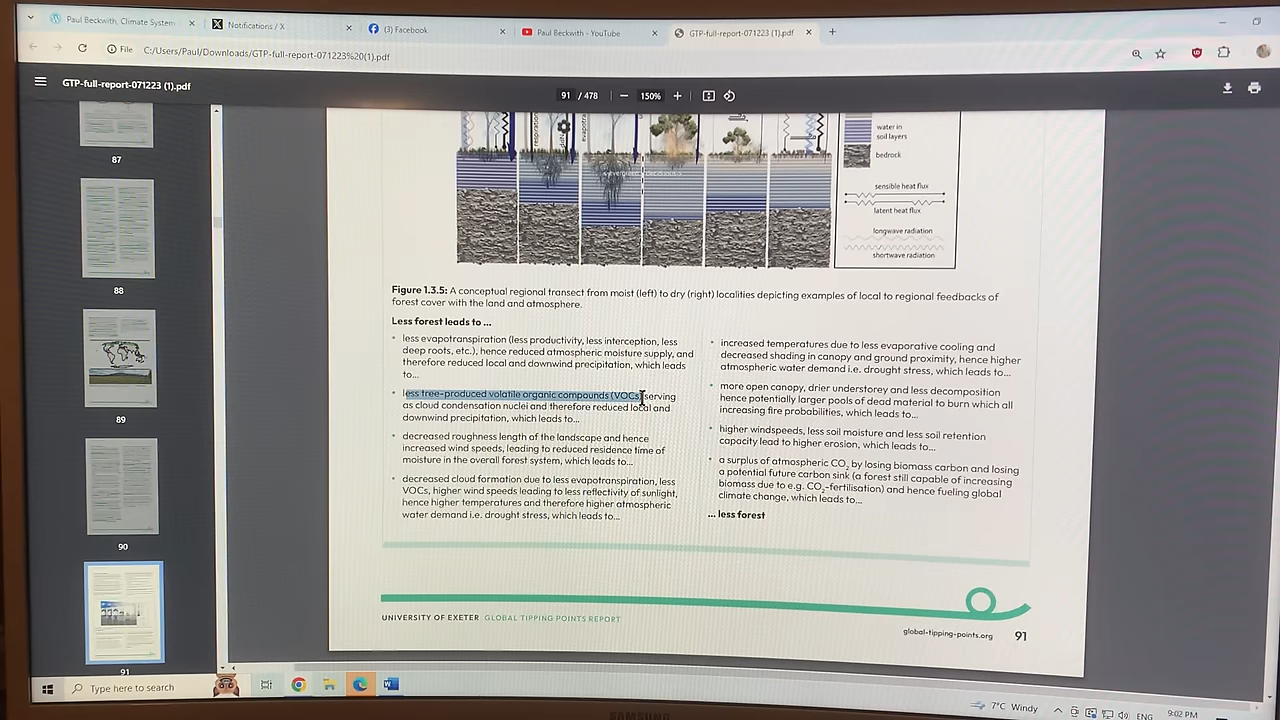 Paul Beckwith, Climate System
Notifications / X
(3) Facebook
Paul Beckwith - YouTube
GTP-full-report-071223 (1).pdf
File
C:/Users/Paul/Downloads/GTP-full-report-071223%20(1).pdf
GTP-full-report-071223 (1).pdf
91 / 478
150%
87
88
89
90
91
water in
soil layers
bedrock
sensible heat flux
latent heat flux
longwave radiation
shortwave radiation
Figure 1.3.5: A conceptual regional transect from moist (left) to dry (right) localities depicting examples of local to regional feedbacks of
forest cover with the land and atmosphere.
Less forest leads to ...
less evapotranspiration (less productivity, less interception, less
deep roots, etc.), hence reduced atmospheric moisture supply, and
therefore reduced local and downwind precipitation, which leads
to...
less tree-produced volatile organic compounds (VOCs) serving
as cloud condensation nuclei and therefore reduced local and
downwind precipitation, which leads to...
decreased roughness length of the landscape and hence
increased wind speeds, leading to reduced residence time of
moisture in the overall forest system, which leads to...
decreased cloud formation due to less evapotranspiration, less
VOCs, higher wind speeds leading to less reflectivity of sunlight,
hence higher temperatures and therefore higher atmospheric
water demand i.e. drought stress, which leads to...
increased temperatures due to less evaporative cooling and
decreased shading in canopy and ground proximity, hence higher
atmospheric water demand i.e. drought stress, which leads to...
more open canopy, drier understorey and less decomposition
hence potentially larger pools of dead material to burn which all
increasing fire probabilities, which leads to...
higher windspeeds, less soil moisture and less soil retention
capacity lead to higher erosion, which leads to...
a surplus of atmospheric CO₂ by losing biomass carbon and losing
a potential future carbon sink (a forest still capable of increasing
biomass due to e.g. CO₂-fertilisation) and hence fueling global
climate change, which leads to...
... less forest
UNIVERSITY OF EXETER GLOBAL TIPPING POINTS REPORT
global-tipping-points.org 91
Type here to search
7°C Windy
ENG
9:02 PM
SAMSUNG